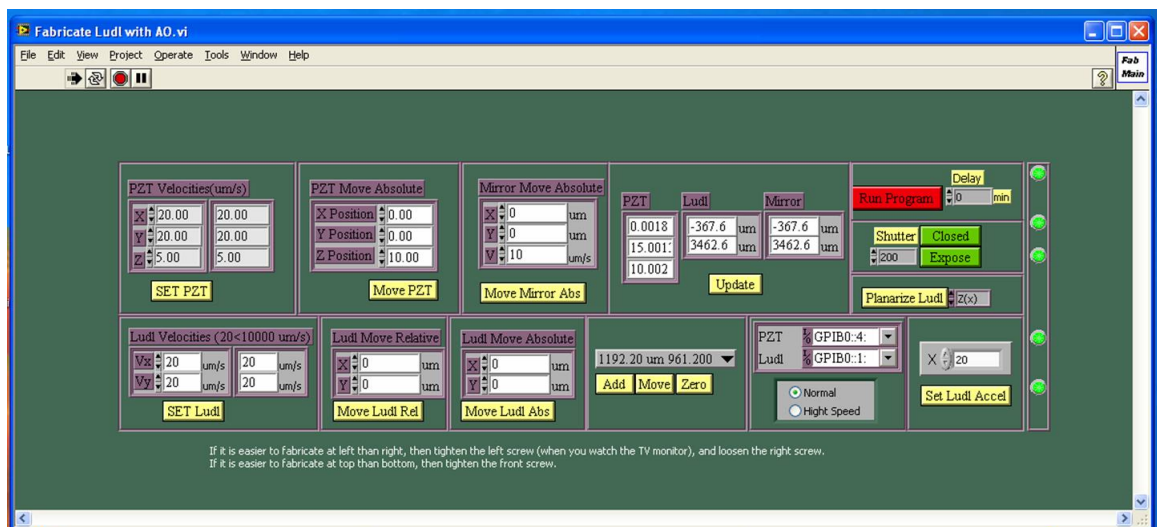 Fabricate Ludl with AO.vi
File Edit View Project Operate Tools Window Help
Fab
Main
PZT Velocities(um/s)
X 20.00 20.00
Y 20.00 20.00
Z 5.00 5.00
SET PZT
PZT Move Absolute
X Position 0.00
Y Position 0.00
Z Position 10.00
Move PZT
Mirror Move Absolute
X 0 um
Y 0 um
V 10 um/s
Move Mirror Abs
PZT Ludl Mirror
0.0018 -367.6 um -367.6 um
15.001 3462.6 um 3462.6 um
10.002
Update
Delay
Run Program 0 min
Shutter Closed
200 Expose
Planarize Ludl Z(x)
Ludl Velocities (20<10000 um/s)
Vx 20 um/s 20 um/s
Vy 20 um/s 20 um/s
SET Ludl
Ludl Move Relative
X 0 um
Y 0 um
Move Ludl Rel
Ludl Move Absolute
X 0 um
Y 0 um
Move Ludl Abs
1192.20 um 961.200
Add Move Zero
PZT GPIB0::4:
Ludl GPIB0::1:
Normal
Hight Speed
X 20
Set Ludl Accel
If it is easier to fabricate at left than right, then tighten the left screw (when you watch the TV monitor), and loosen the right screw.
If it is easier to fabricate at top than bottom, then tighten the front screw.